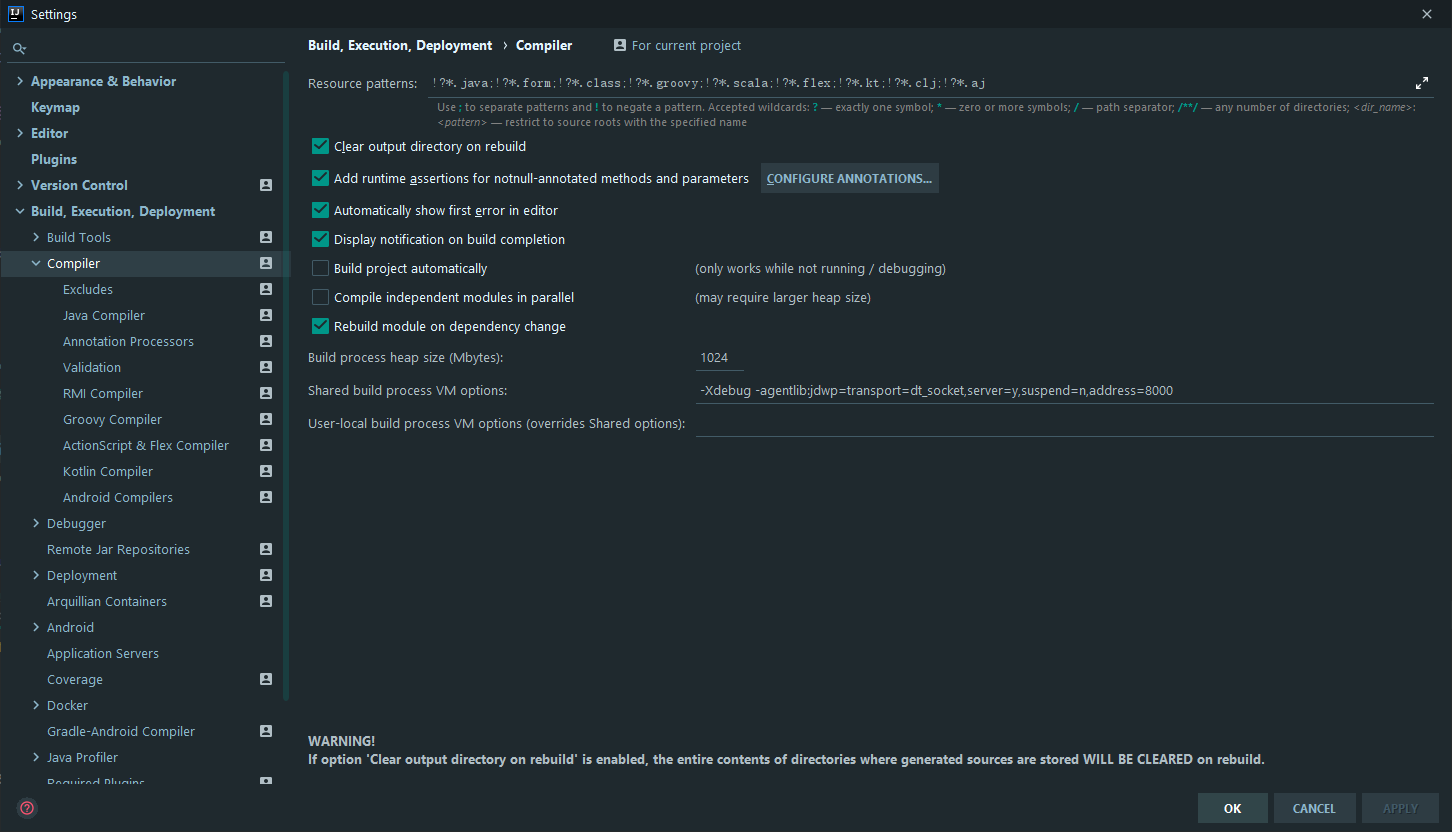 IJ Settings
Build, Execution, Deployment › Compiler For current project
Appearance & Behavior
Keymap
Editor
Plugins
Version Control
Build, Execution, Deployment
Build Tools
Compiler
Excludes
Java Compiler
Annotation Processors
Validation
RMI Compiler
Groovy Compiler
ActionScript & Flex Compiler
Kotlin Compiler
Android Compilers
Debugger
Remote Jar Repositories
Deployment
Arquillian Containers
Android
Application Servers
Coverage
Docker
Gradle-Android Compiler
Java Profiler
Required Plugins
Resource patterns: !?*.java;!?*.form;!?*.class;!?*.groovy;!?*.scala;!?*.flex;!?*.kt;!?*.clj;!?*.aj
Use ; to separate patterns and ! to negate a pattern. Accepted wildcards: ? — exactly one symbol; * — zero or more symbols; / — path separator; /**/ — any number of directories; <dir_name>:
<pattern> — restrict to source roots with the specified name
Clear output directory on rebuild
Add runtime assertions for notnull-annotated methods and parameters CONFIGURE ANNOTATIONS...
Automatically show first error in editor
Display notification on build completion
Build project automatically (only works while not running / debugging)
Compile independent modules in parallel (may require larger heap size)
Rebuild module on dependency change
Build process heap size (Mbytes): 1024
Shared build process VM options: -Xdebug -agentlib:jdwp=transport=dt_socket,server=y,suspend=n,address=8000
User-local build process VM options (overrides Shared options):
WARNING!
If option 'Clear output directory on rebuild' is enabled, the entire contents of directories where generated sources are stored WILL BE CLEARED on rebuild.
? OK CANCEL APPLY